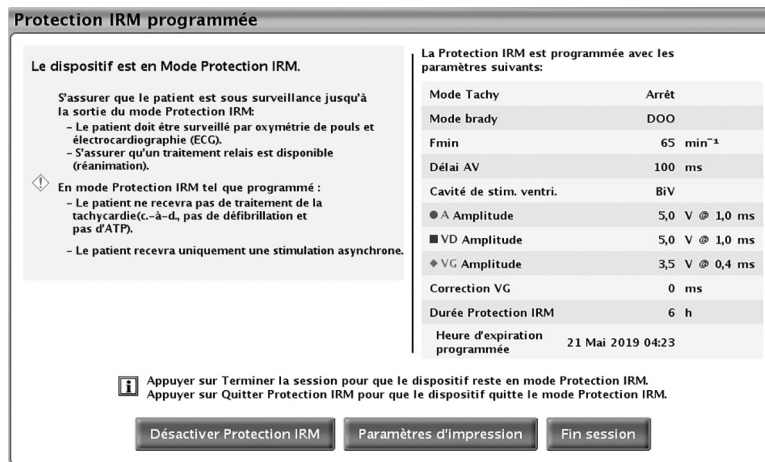 Protection IRM programmée
Le dispositif est en Mode Protection IRM.
S'assurer que le patient est sous surveillance jusqu'à
la sortie du mode Protection IRM:
– Le patient doit être surveillé par oxymétrie de pouls et
électrocardiographie (ECG).
– S'assurer qu'un traitement relais est disponible
(réanimation).
En mode Protection IRM tel que programmé :
– Le patient ne recevra pas de traitement de la
tachycardie(c.-à-d., pas de défibrillation et
pas d'ATP).
– Le patient recevra uniquement une stimulation asynchrone.
La Protection IRM est programmée avec les
paramètres suivants:
Mode Tachy Arrêt
Mode brady DOO
Fmin 65 min⁻¹
Délai AV 100 ms
Cavité de stim. ventri. BiV
A Amplitude 5,0 V @ 1,0 ms
VD Amplitude 5,0 V @ 1,0 ms
VG Amplitude 3,5 V @ 0,4 ms
Correction VG 0 ms
Durée Protection IRM 6 h
Heure d'expiration
programmée 21 Mai 2019 04:23
Appuyer sur Terminer la session pour que le dispositif reste en mode Protection IRM.
Appuyer sur Quitter Protection IRM pour que le dispositif quitte le mode Protection IRM.
Désactiver Protection IRM Paramètres d'impression Fin session